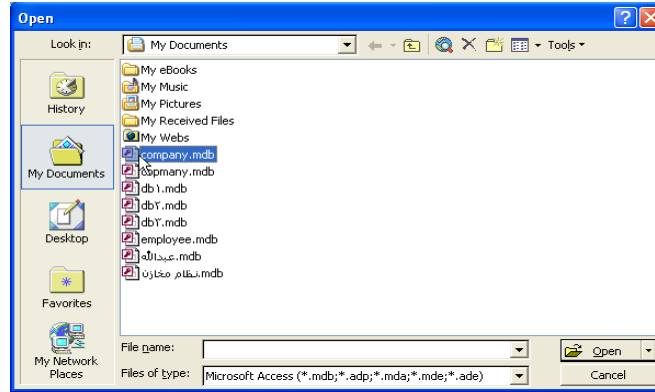 Open
Look in:
My Documents
Tools
History
My Documents
Desktop
Favorites
My Network
Places
My eBooks
My Music
My Pictures
My Received Files
My Webs
company.mdb
copmany.mdb
db١.mdb
db٢.mdb
db٣.mdb
employee.mdb
عبدالله.mdb
نظام مخازن.mdb
File name:
Open
Files of type:
Microsoft Access (*.mdb;*.adp;*.mda;*.mde;*.ade)
Cancel